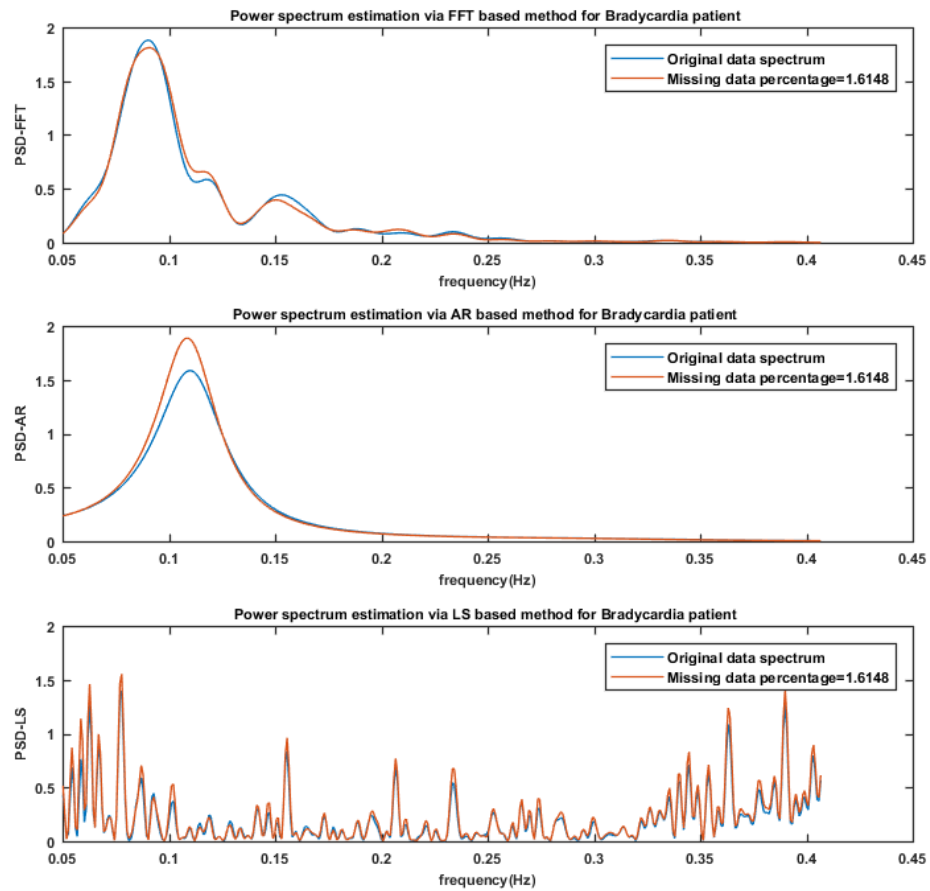 Power spectrum estimation via FFT based method for Bradycardia patient
2
1.5
1
0.5
0
PSD-FFT
Original data spectrum
Missing data percentage=1.6148
0.05 0.1 0.15 0.2 0.25 0.3 0.35 0.4 0.45
frequency(Hz)
Power spectrum estimation via AR based method for Bradycardia patient
2
1.5
1
0.5
0
PSD-AR
Original data spectrum
Missing data percentage=1.6148
0.05 0.1 0.15 0.2 0.25 0.3 0.35 0.4 0.45
frequency(Hz)
Power spectrum estimation via LS based method for Bradycardia patient
2
1.5
1
0.5
0
PSD-LS
Original data spectrum
Missing data percentage=1.6148
0.05 0.1 0.15 0.2 0.25 0.3 0.35 0.4 0.45
frequency(Hz)